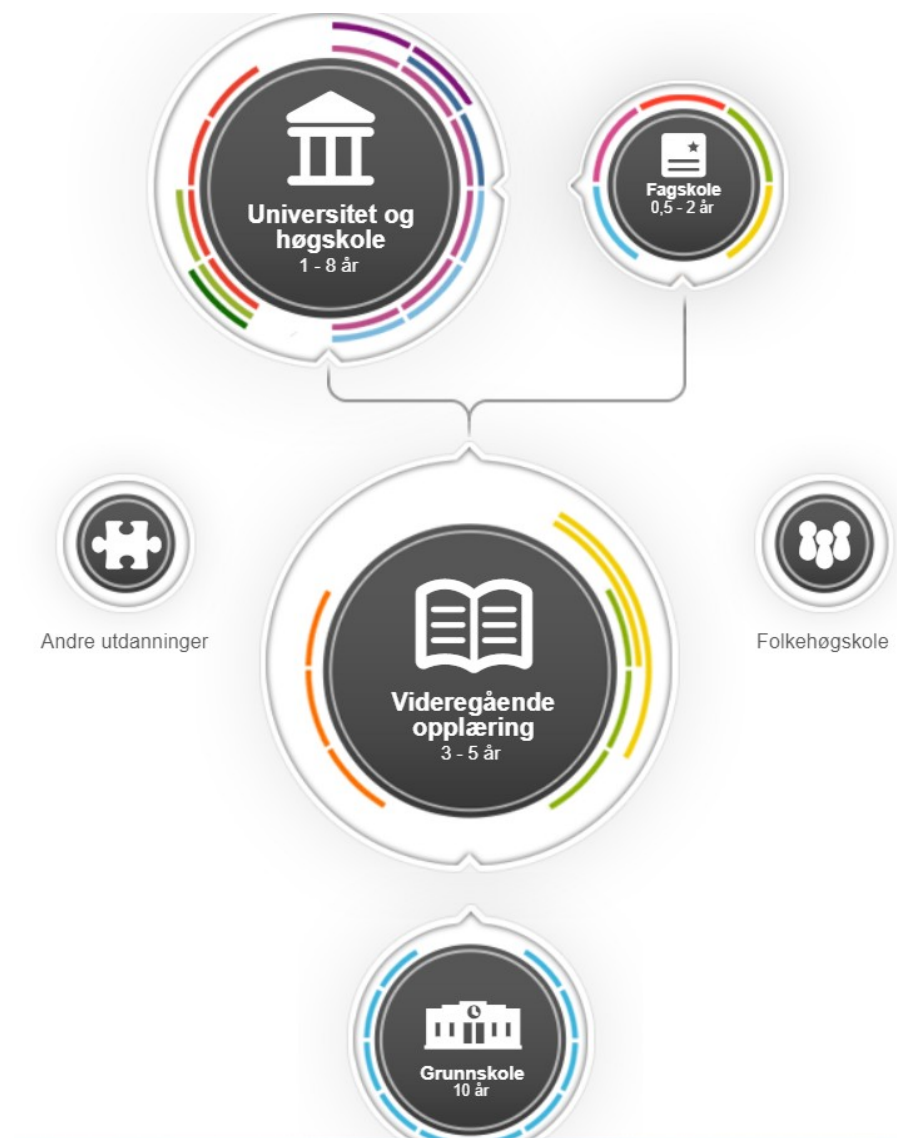 Universitet og
høgskole
1 - 8 år
Fagskole
0,5 - 2 år
Andre utdanninger
Folkehøgskole
Videregående
opplæring
3 - 5 år
Grunnskole
10 år